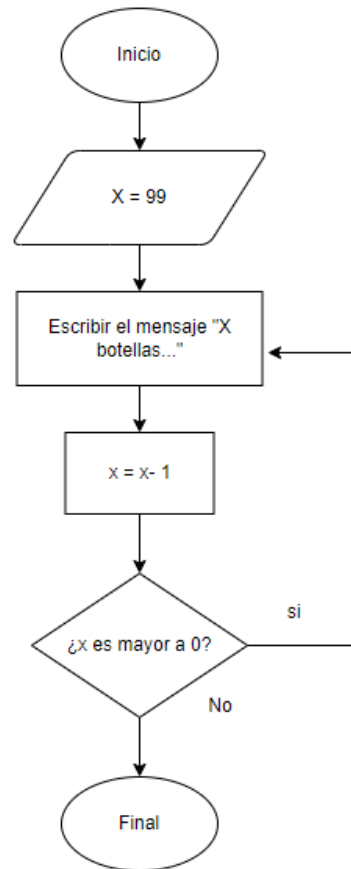 Inicio
X = 99
Escribir el mensaje "X
botellas..."
x = x- 1
¿x es mayor a 0?
si
No
Final